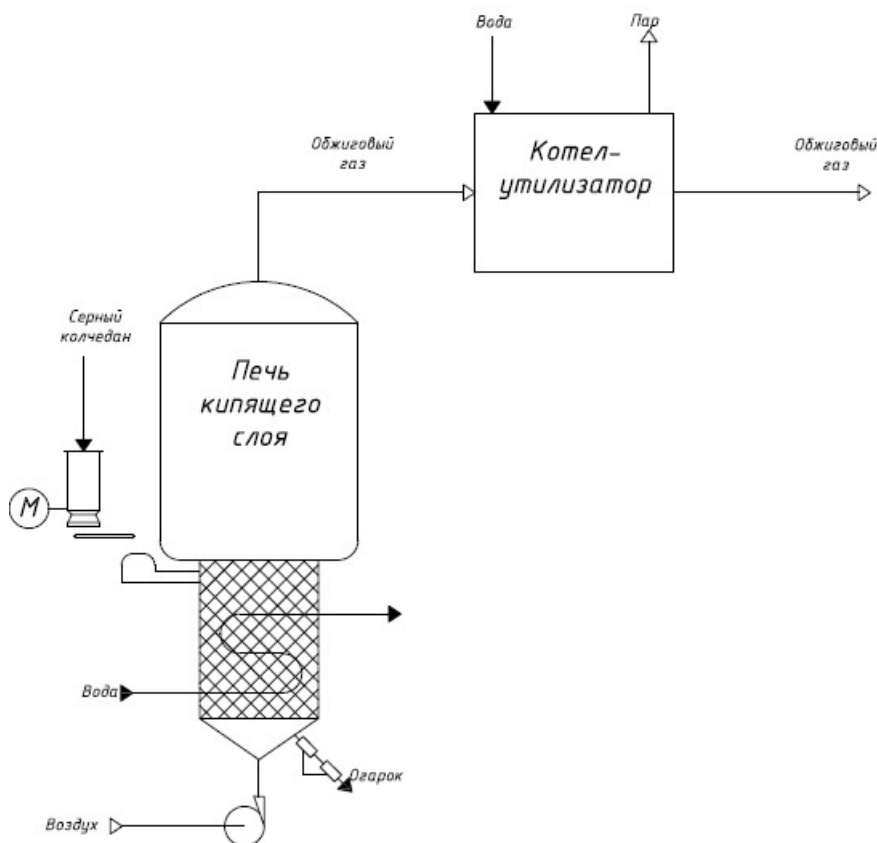 Вода
Пар
Обжиговый
газ
Котел-
утилизатор
Обжиговый
газ
Серный
колчедан
Печь
кипящего
слоя
М
Вода
Огарок
Воздух